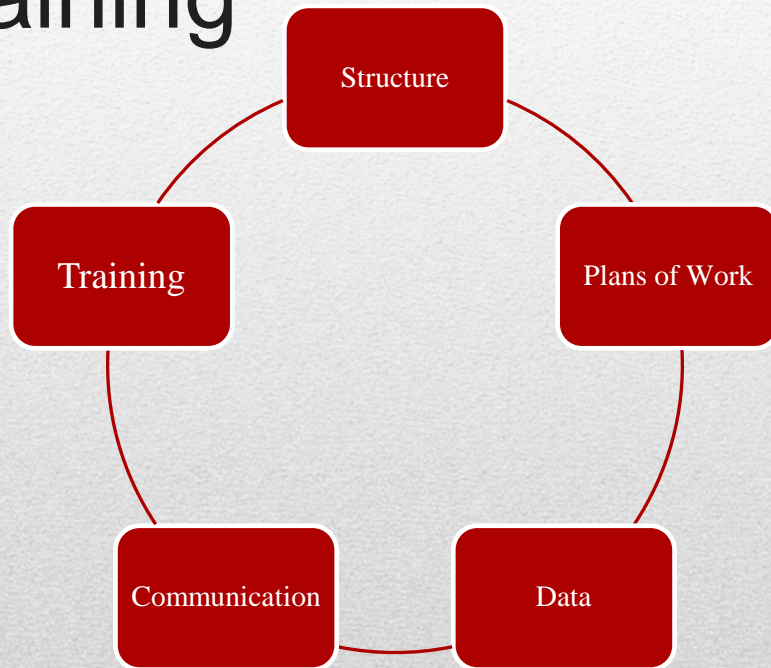 Structure
Plans of Work
Data
Communication
Training